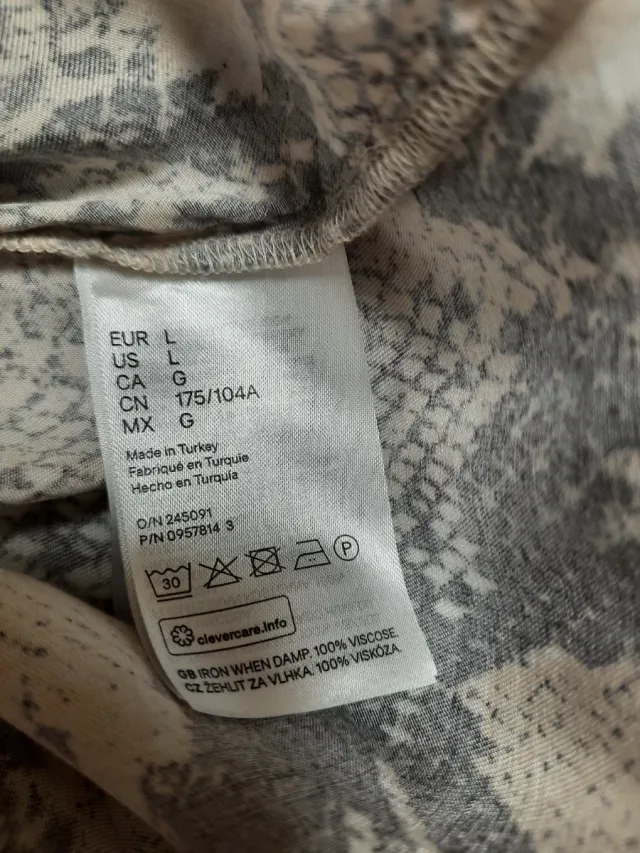 EUR L
US L
CA G
CN 175/104A
MX G
Made in Turkey
Fabriqué en Turquie
Hecho en Turquía
O/N 245091
P/N 0957814 3
30 P
clevercare.info
GB IRON WHEN DAMP. 100% VISCOSE.
CZ ŽEHLIT ZA VLHKA. 100% VISKÓZA.